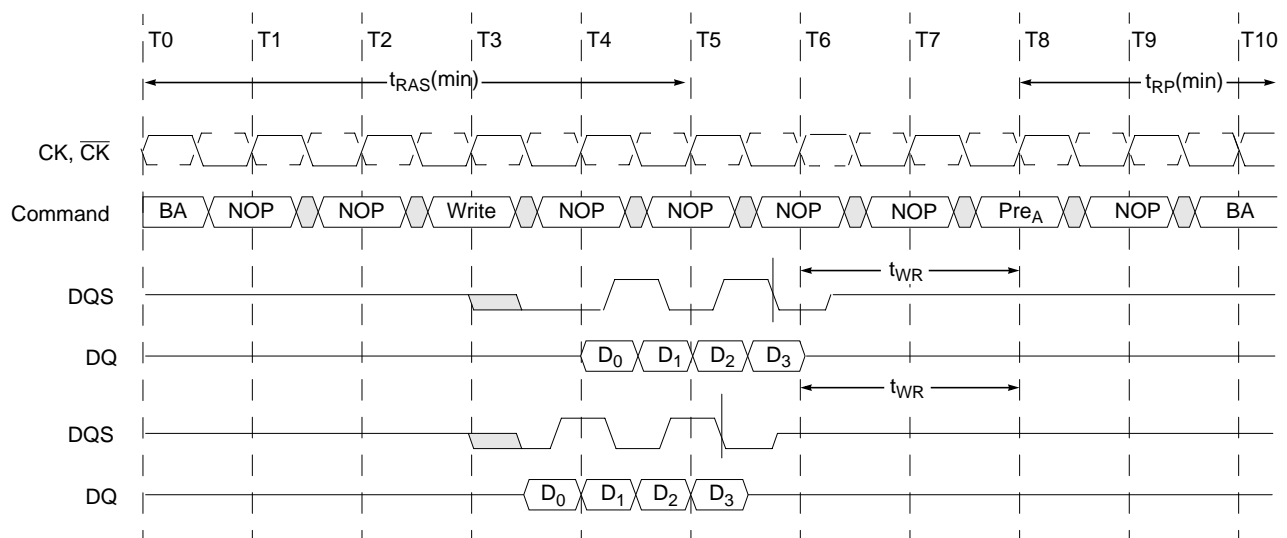 T0 T1 T2 T3 T4 T5 T6 T7 T8 T9 T10
tRAS(min) tRP(min)
CK, C̅K̅
Command BA NOP NOP Write NOP NOP NOP NOP PreA NOP BA
tWR
DQS
DQ D0 D1 D2 D3
tWR
DQS
DQ D0 D1 D2 D3